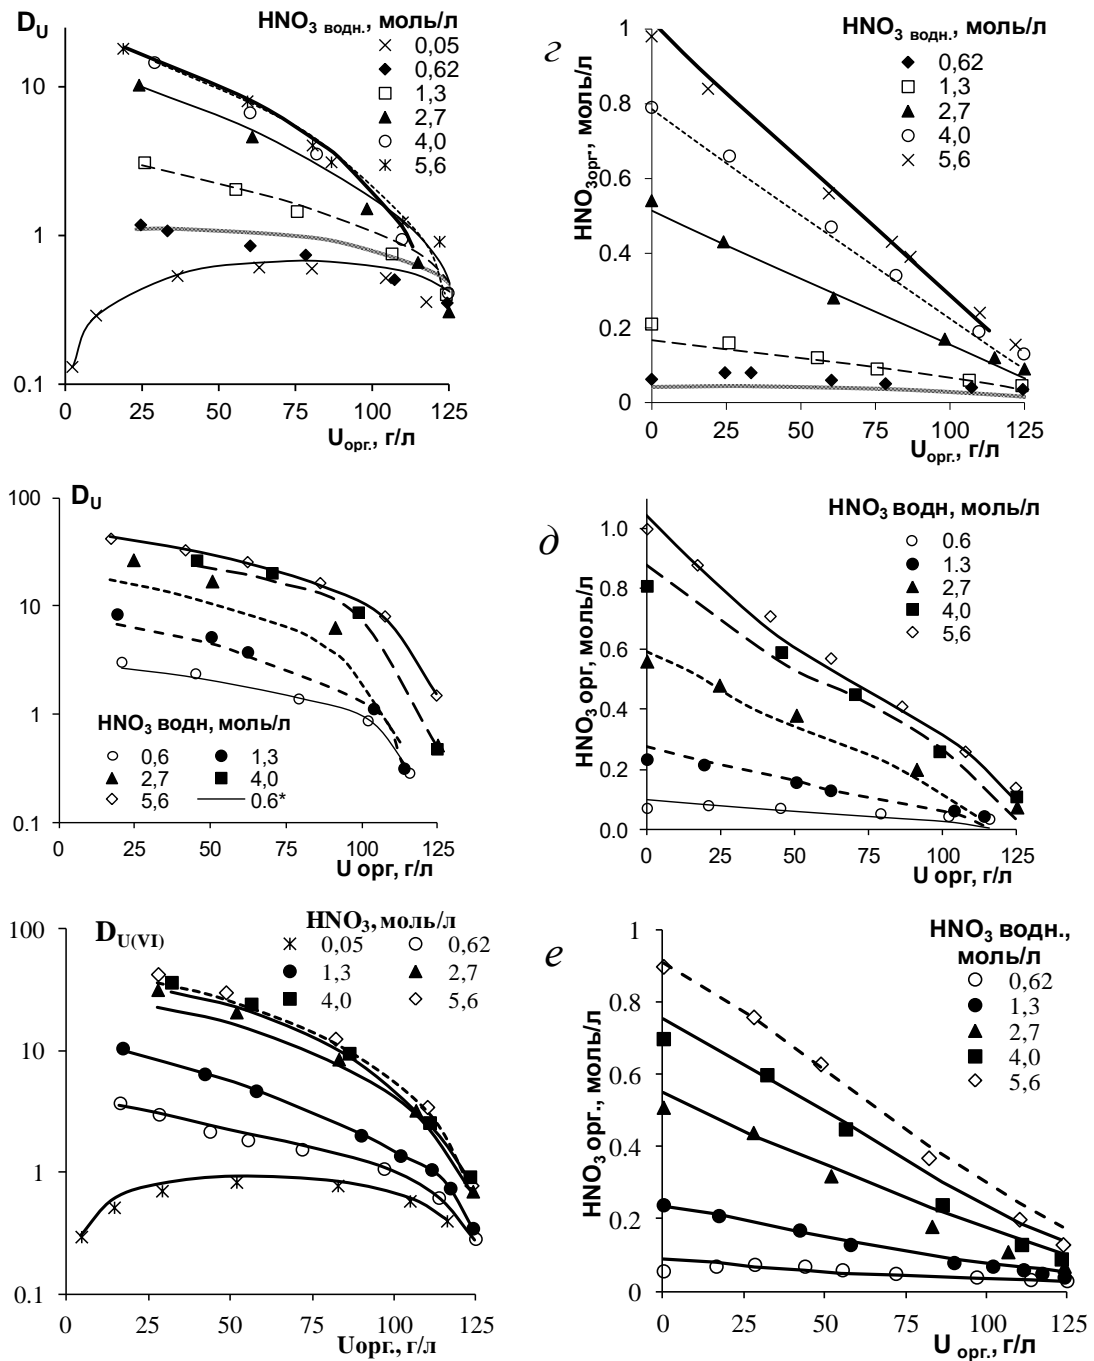 D_U
HNO₃ водн., моль/л
0,05
0,62
1,3
2,7
4,0
5,6
10
1
0.1
0 25 50 75 100 125
U_орг., г/л
г
HNO₃ водн., моль/л
0,62
1,3
2,7
4,0
5,6
HNO_3орг., моль/л
1
0.8
0.6
0.4
0.2
0
0 25 50 75 100 125
U_орг., г/л
D_U
100
10
1
0.1
HNO₃ водн, моль/л
0,6 1,3
2,7 4,0
5,6 0.6*
0 25 50 75 100 125
U орг, г/л
д
HNO₃ водн, моль/л
0.6
1.3
2,7
4,0
5,6
HNO₃ орг, моль/л
1.0
0.8
0.6
0.4
0.2
0.0
0 25 50 75 100 125
U орг, г/л
D_U(VI)
HNO₃, моль/л
0,05 0,62
1,3 2,7
4,0 5,6
100
10
1
0.1
0 25 50 75 100 125
Uорг., г/л
е
HNO₃ водн.,
моль/л
0,62
1,3
2,7
4,0
5,6
HNO₃ орг., моль/л
1
0.8
0.6
0.4
0.2
0
0 25 50 75 100 125
U орг., г/л